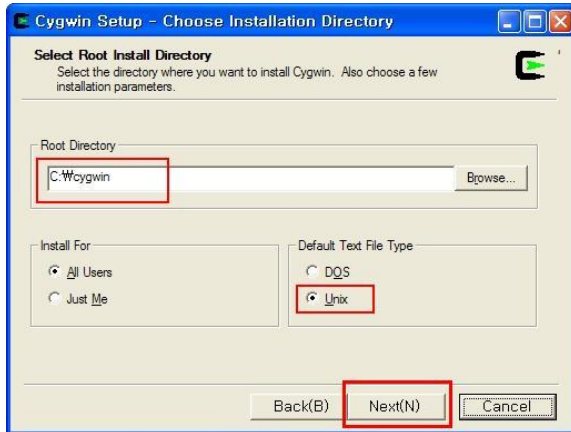 Cygwin Setup - Choose Installation Directory
Select Root Install Directory
Select the directory where you want to install Cygwin. Also choose a few
installation parameters.
Root Directory
C:₩cygwin
Browse...
Install For
All Users
Just Me
Default Text File Type
DOS
Unix
Back(B)
Next(N)
Cancel